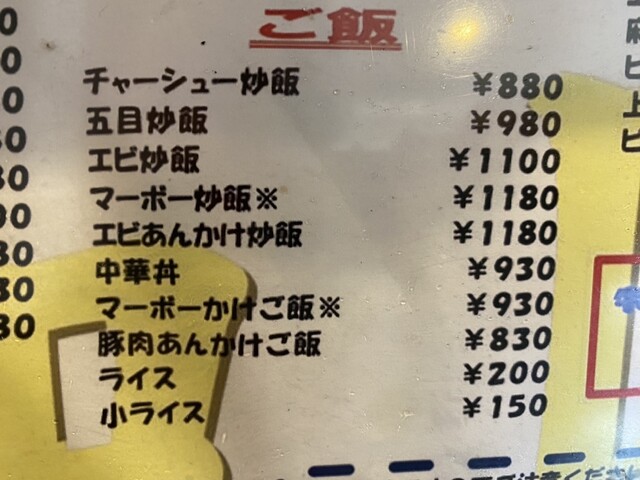 ご飯
チャーシュー炒飯 ¥880
五目炒飯 ¥980
エビ炒飯 ¥1100
マーボー炒飯※ ¥1180
エビあんかけ炒飯 ¥1180
中華丼 ¥930
マーボーかけご飯※ ¥930
豚肉あんかけご飯 ¥830
ライス ¥200
小ライス ¥150